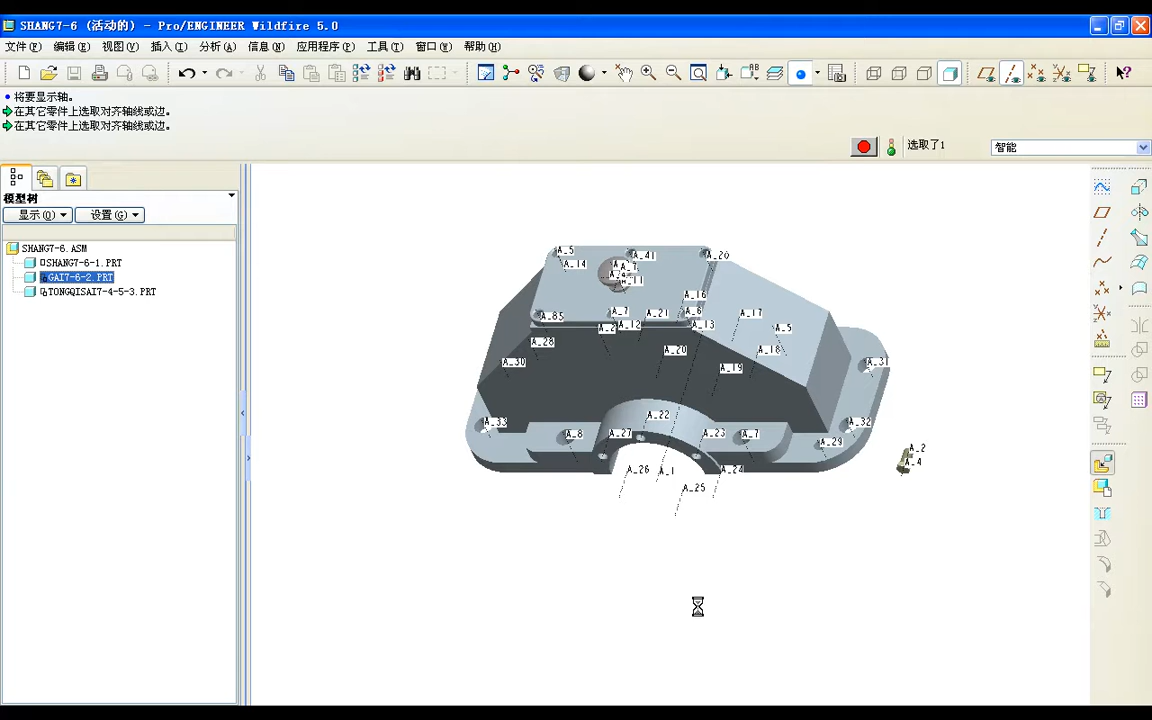 SHANG7-6 (活动的) - Pro/ENGINEER Wildfire 5.0
文件(F) 编辑(E) 视图(V) 插入(I) 分析(A) 信息(N) 应用程序(P) 工具(T) 窗口(W) 帮助(H)
将要显示轴。
在其它零件上选取对齐轴线或边。
在其它零件上选取对齐轴线或边。
选取了1
智能
模型树
显示(O) 设置(G)
SHANG7-6.ASM
SHANG7-6-1.PRT
GAI7-6-2.PRT
TONGQISAI7-4-5-3.PRT
A_5 A_41 A_20
A_14
A_11
A_16
A_85 A_7 A_21 A_8 A_17
A_12 A_13 A_5
A_28 A_20 A_18
A_30 A_19 A_31
A_33 A_22 A_32
A_8 A_27 A_23 A_7 A_29
A_26 A_1 A_24 A_2
A_4
A_25